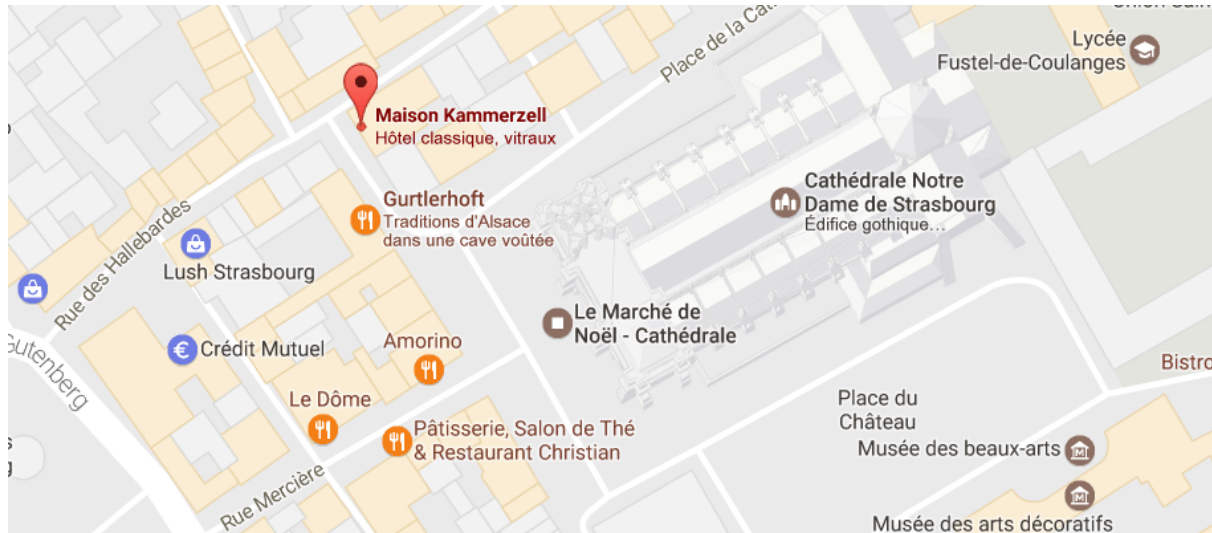 Place de la Cat
Lycée
Fustel-de-Coulanges
Maison Kammerzell
Hôtel classique, vitraux
Cathédrale Notre
Dame de Strasbourg
Édifice gothique...
Gurtlerhoft
Traditions d'Alsace
dans une cave voûtée
Rue des Hallebardes
Lush Strasbourg
Le Marché de
Noël - Cathédrale
Gutenberg
Crédit Mutuel
Amorino
Bistro
Le Dôme
Place du
Château
Pâtisserie, Salon de Thé
& Restaurant Christian
Musée des beaux-arts
Rue Mercière
Musée des arts décoratifs